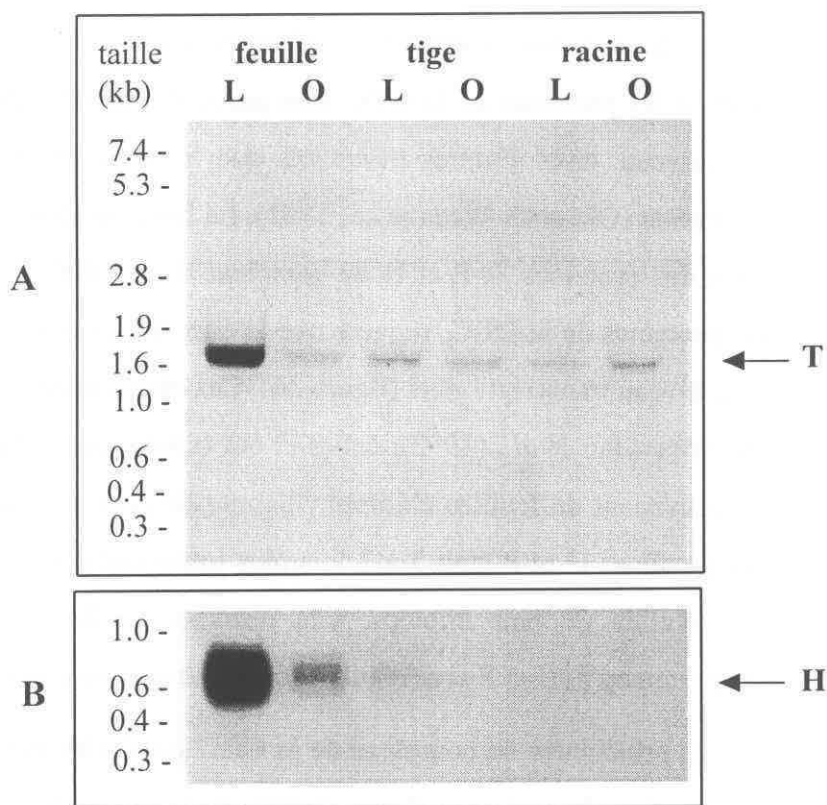 taille feuille tige racine
(kb) L O L O L O
7.4 -
5.3 -
A
2.8 -
1.9 -
1.6 -
T
1.0 -
0.6 -
0.4 -
0.3 -
1.0 -
B
0.6 -
H
0.4 -
0.3 -